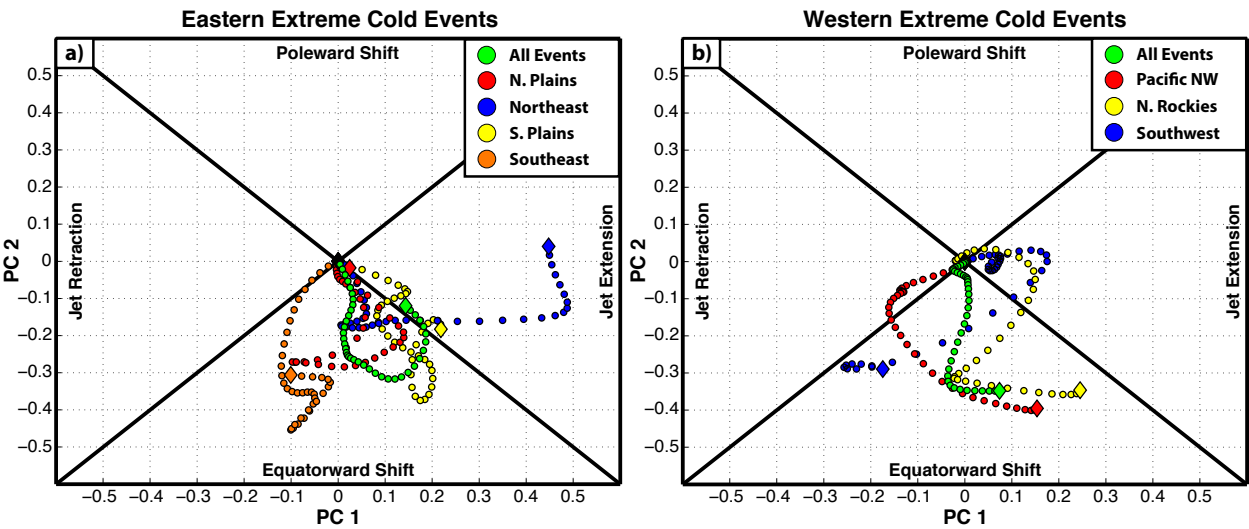 Eastern Extreme Cold Events
a)
Poleward Shift
All Events
N. Plains
Northeast
S. Plains
Southeast
0.5
0.4
0.3
0.2
0.1
0
−0.1
−0.2
−0.3
−0.4
−0.5
PC 2
Jet Retraction
Jet Extension
Equatorward Shift
−0.5 −0.4 −0.3 −0.2 −0.1 0 0.1 0.2 0.3 0.4 0.5
PC 1
Western Extreme Cold Events
b)
Poleward Shift
All Events
Pacific NW
N. Rockies
Southwest
0.5
0.4
0.3
0.2
0.1
0
−0.1
−0.2
−0.3
−0.4
−0.5
PC 2
Jet Retraction
Jet Extension
Equatorward Shift
−0.5 −0.4 −0.3 −0.2 −0.1 0 0.1 0.2 0.3 0.4 0.5
PC 1